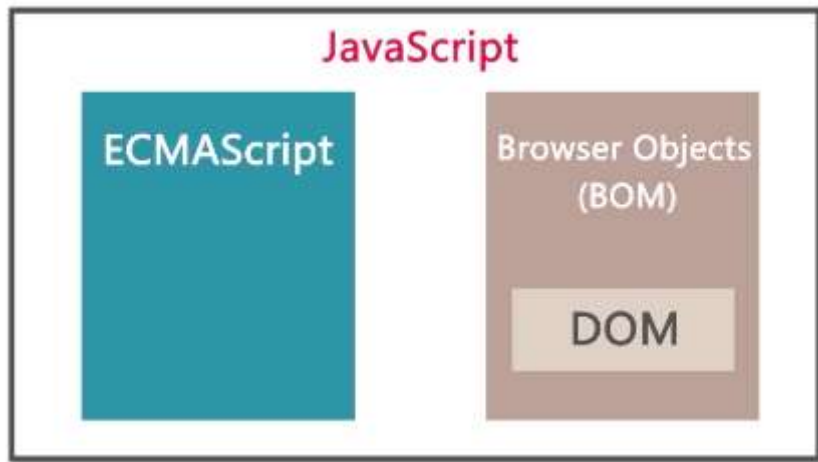 JavaScript
ECMAScript
Browser Objects
(BOM)
DOM